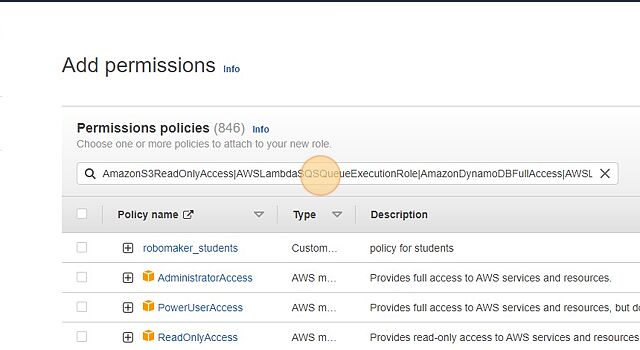 Add permissions Info
Permissions policies (846) Info
Choose one or more policies to attach to your new role.
AmazonS3ReadOnlyAccess|AWSLambdaSQSQueueExecutionRole|AmazonDynamoDBFullAccess|AWSL
Policy name Type Description
robomaker_students Custom... policy for students
AdministratorAccess AWS m... Provides full access to AWS services and resources.
PowerUserAccess AWS m... Provides full access to AWS services and resources, but do
ReadOnlyAccess AWS m... Provides read-only access to AWS services and resources